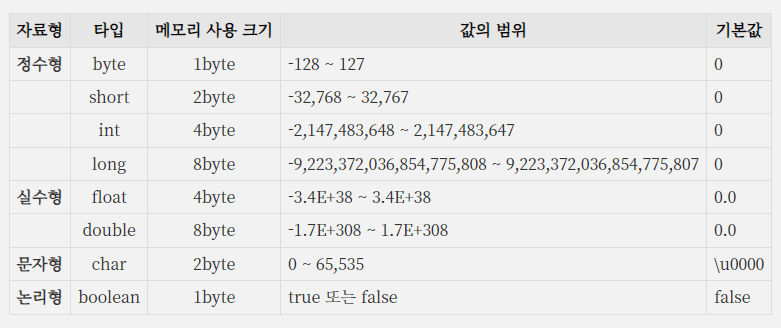 자료형 타입 메모리 사용 크기 값의 범위 기본값
정수형 byte 1byte -128 ~ 127 0
short 2byte -32,768 ~ 32,767 0
int 4byte -2,147,483,648 ~ 2,147,483,647 0
long 8byte -9,223,372,036,854,775,808 ~ 9,223,372,036,854,775,807 0
실수형 float 4byte -3.4E+38 ~ 3.4E+38 0.0
double 8byte -1.7E+308 ~ 1.7E+308 0.0
문자형 char 2byte 0 ~ 65,535 \u0000
논리형 boolean 1byte true 또는 false false